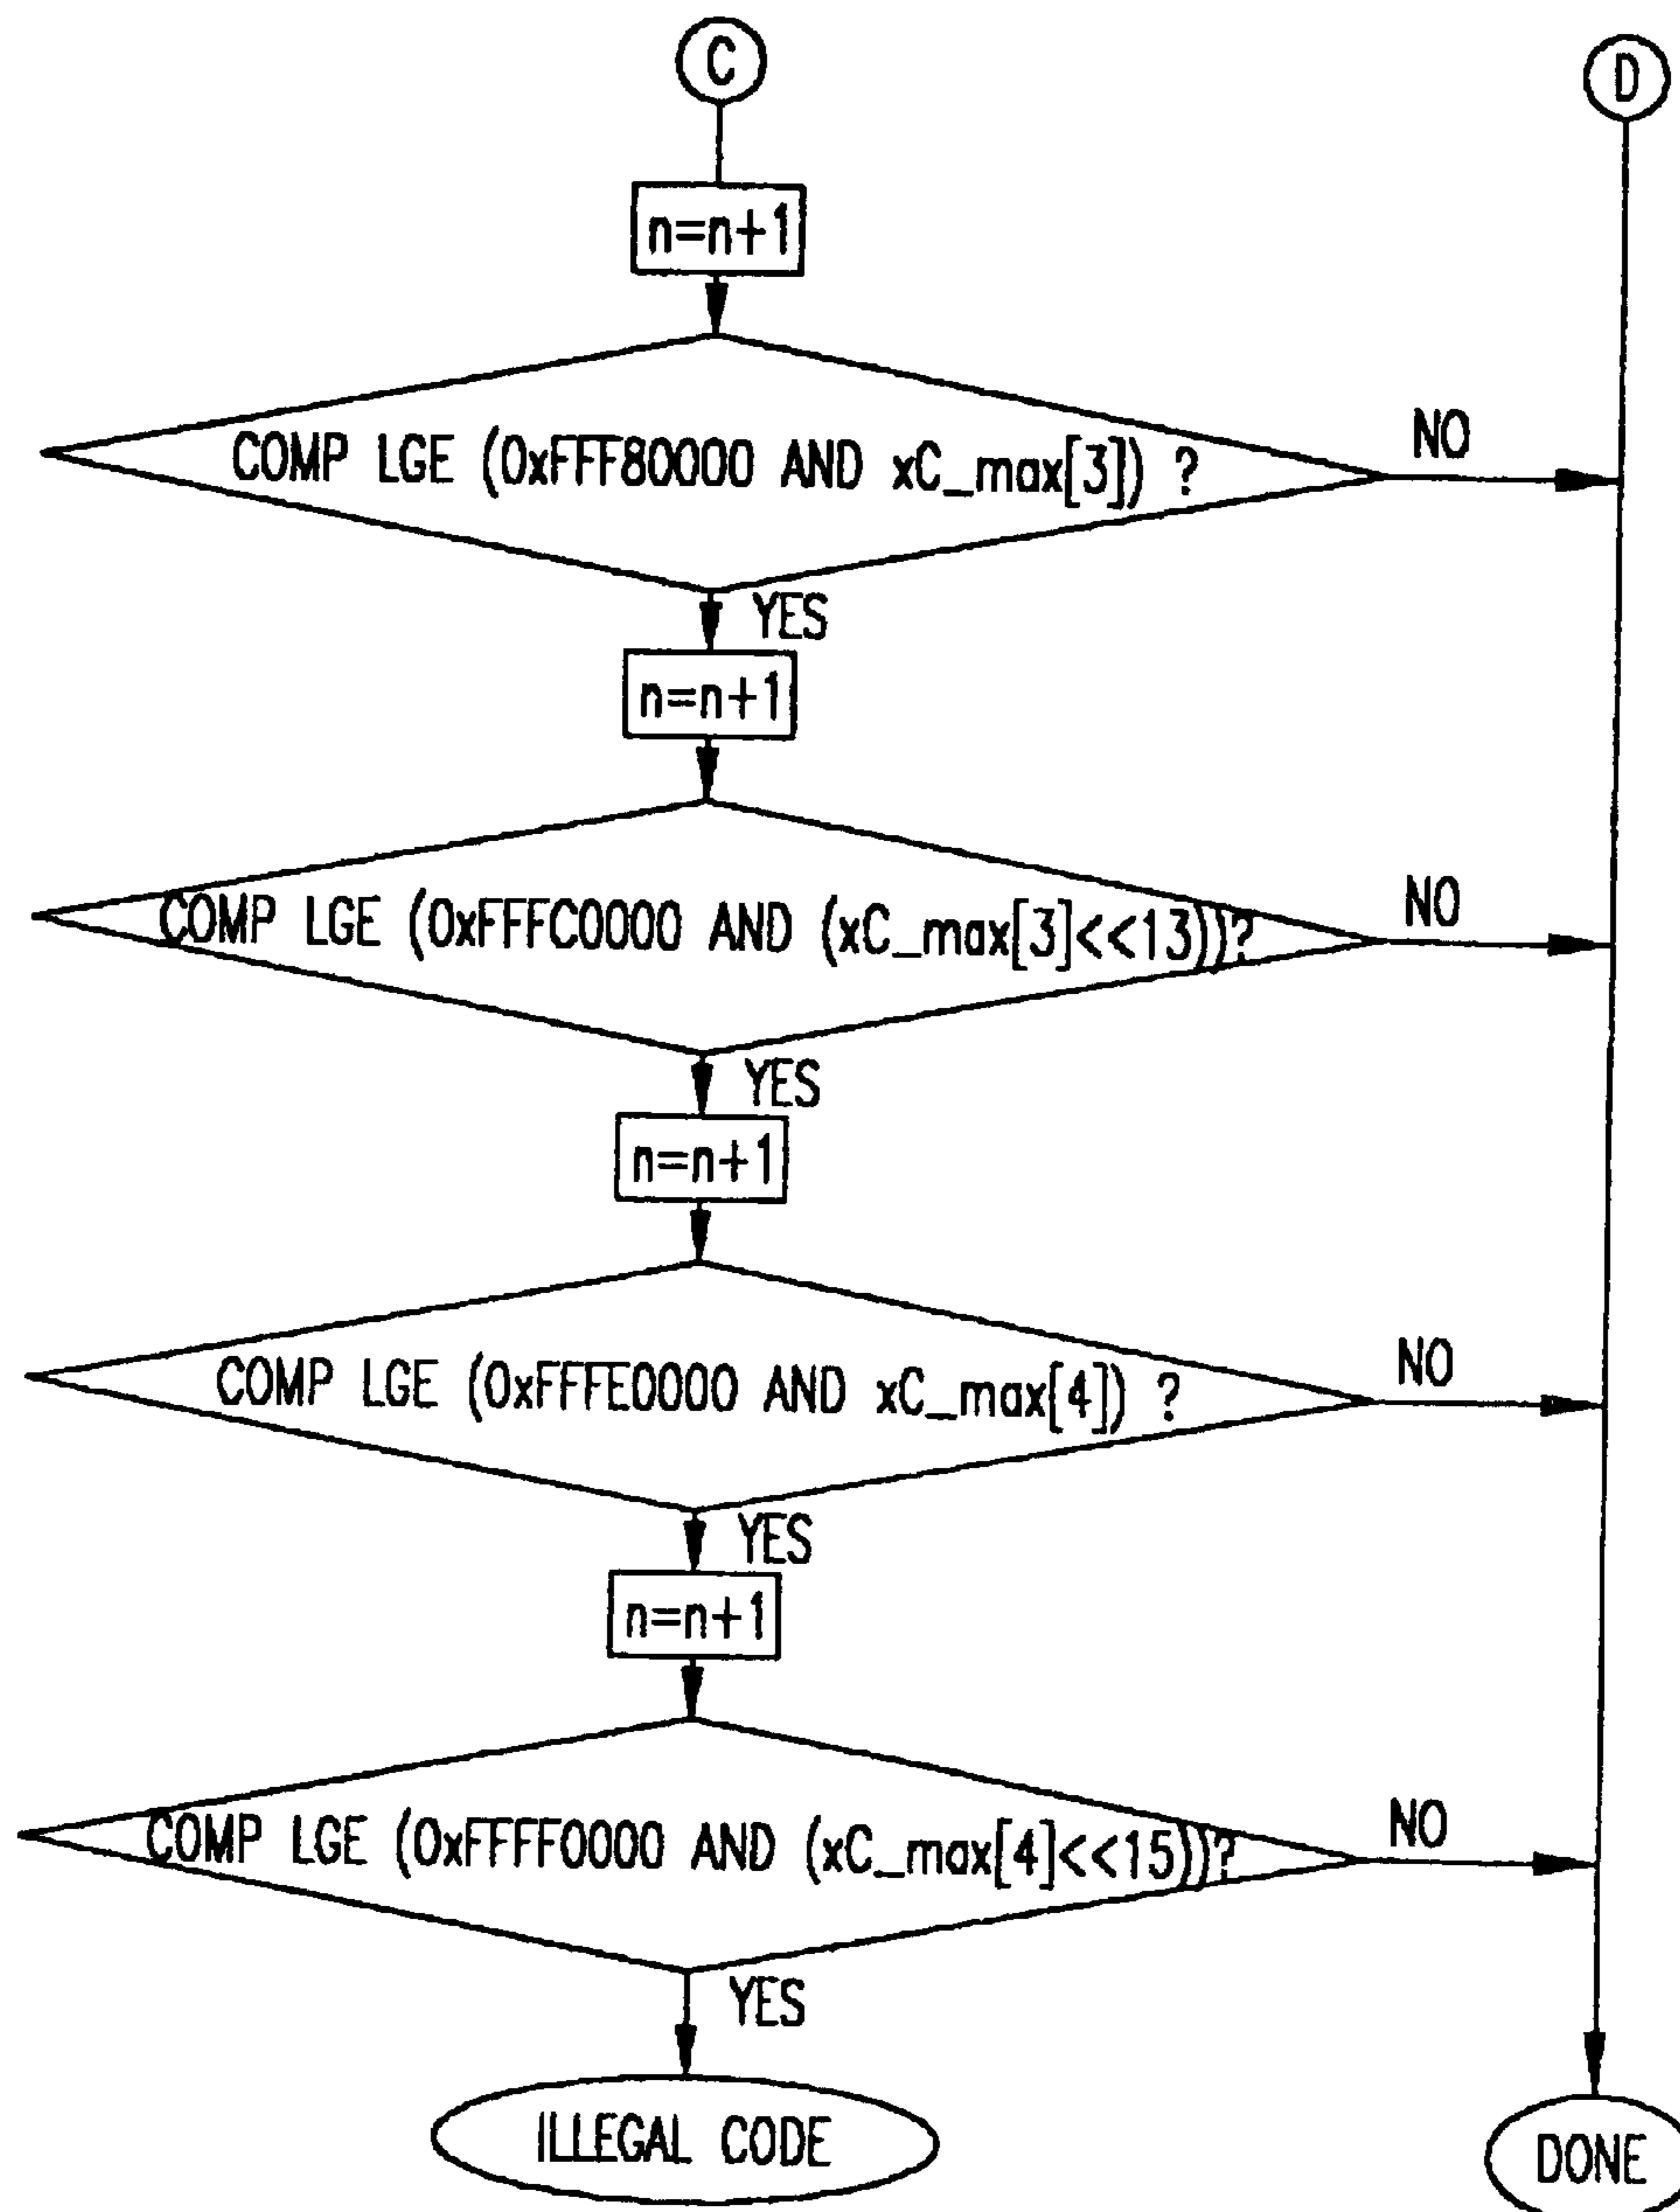 C
D
n=n+1
COMP LGE (0xFFF80000 AND xC_max[3]) ?
NO
YES
n=n+1
COMP LGE (0xFFFC0000 AND (xC_max[3]<<13))?
NO
YES
n=n+1
COMP LGE (0xFFFE0000 AND xC_max[4]) ?
NO
YES
n=n+1
COMP LGE (0xFFFF0000 AND (xC_max[4]<<15))?
NO
YES
ILLEGAL CODE
DONE